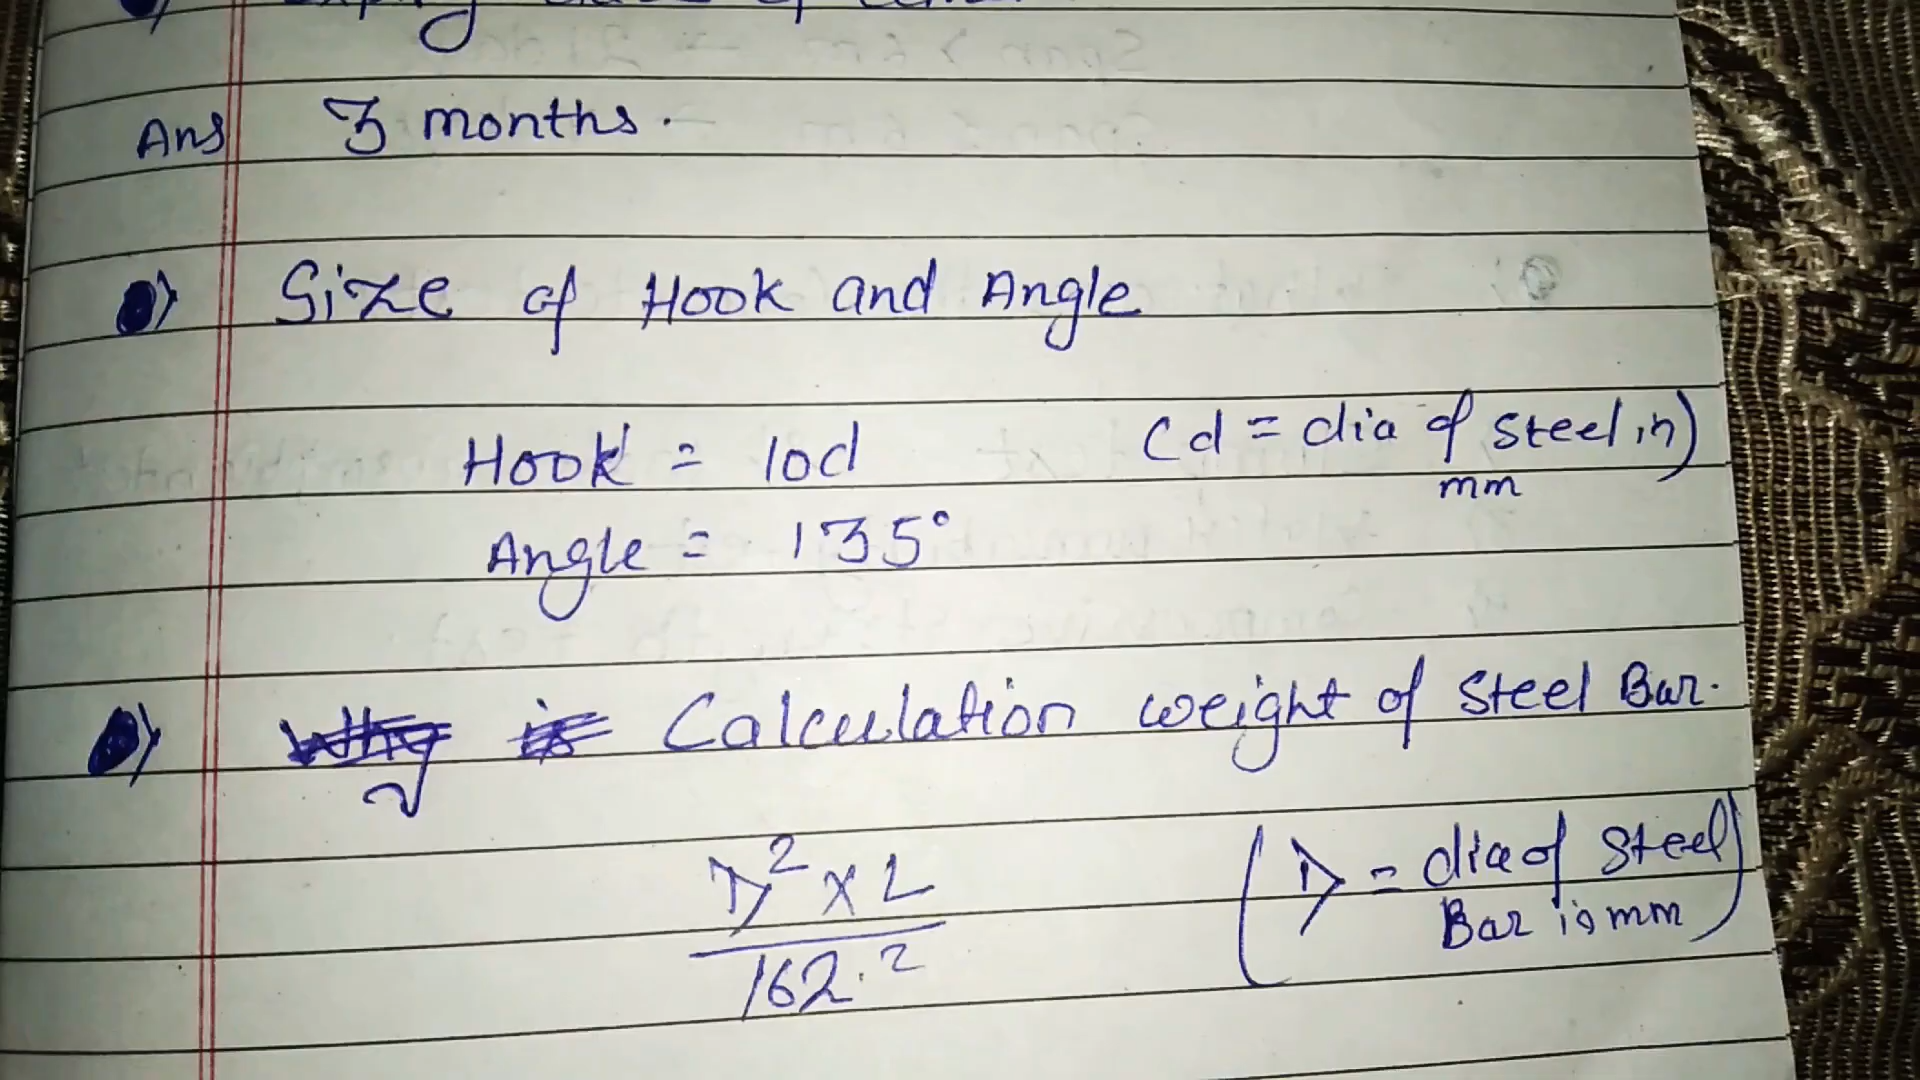 Ans 3 months.
Size of Hook and Angle
Hook = 10d (d = dia of steel in)
mm
Angle = 135°
Calculation weight of Steel Bar.
D² x L
162.2
(D = dia of Steel
Bar is mm)